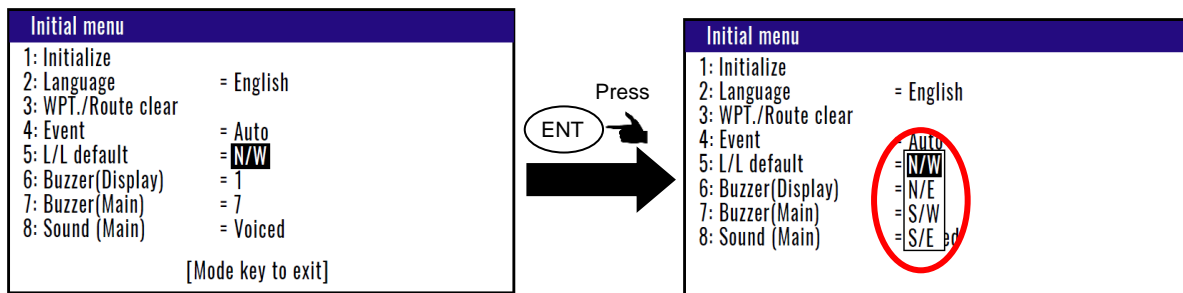 Initial menu
1: Initialize
2: Language = English
3: WPT./Route clear
4: Event = Auto
5: L/L default = N/W
6: Buzzer(Display) = 1
7: Buzzer(Main) = 7
8: Sound (Main) = Voiced
[Mode key to exit]
Press
ENT
Initial menu
1: Initialize
2: Language = English
3: WPT./Route clear
4: Event = Auto
5: L/L default = N/W
6: Buzzer(Display) = N/E
7: Buzzer(Main) = S/W
8: Sound (Main) = S/E ed